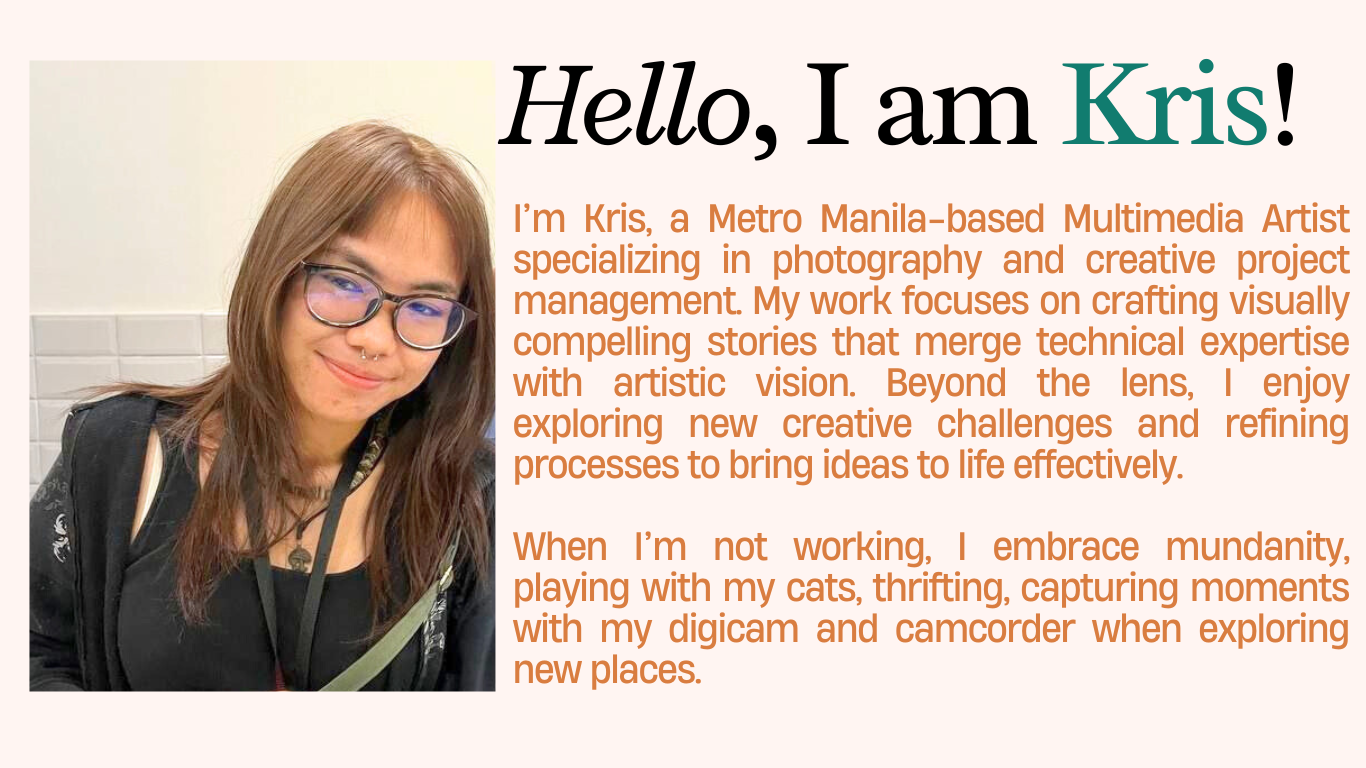 Hello, I am Kris!
I’m Kris, a Metro Manila–based Multimedia Artist
specializing in photography and creative project
management. My work focuses on crafting visually
compelling stories that merge technical expertise
with artistic vision. Beyond the lens, I enjoy
exploring new creative challenges and refining
processes to bring ideas to life effectively.
When I’m not working, I embrace mundanity,
playing with my cats, thrifting, capturing moments
with my digicam and camcorder when exploring
new places.